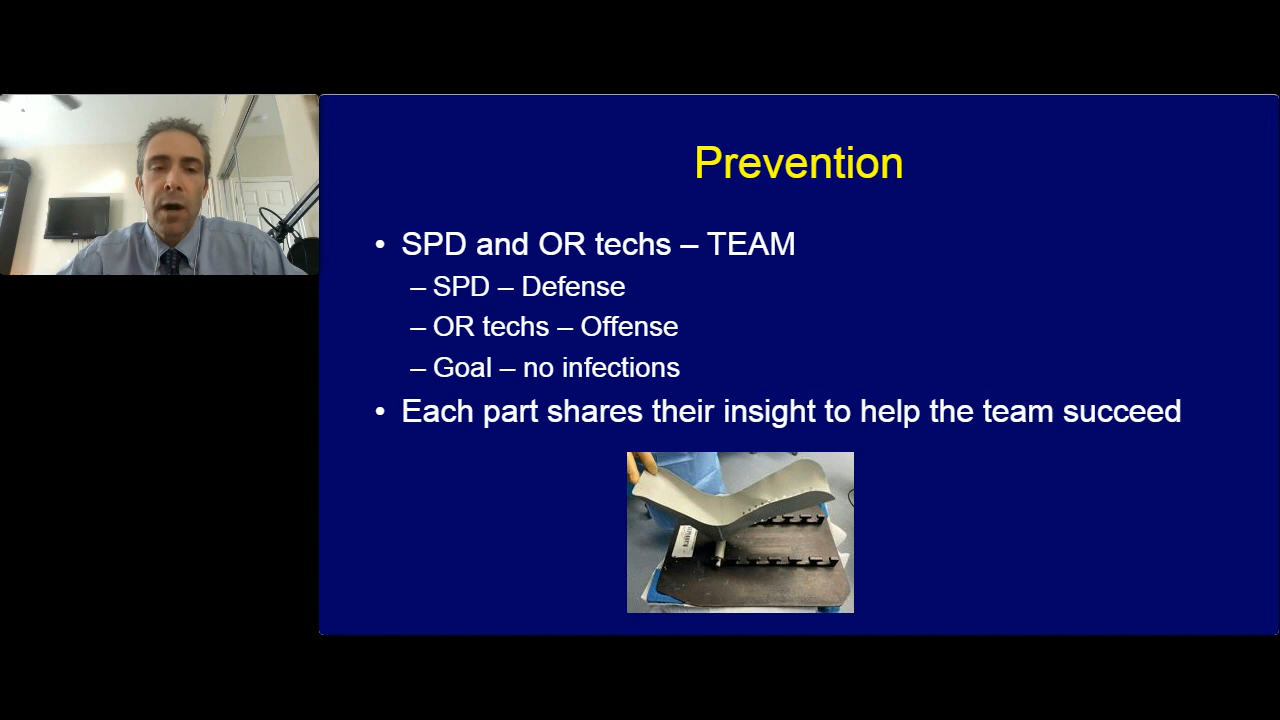 Prevention
• SPD and OR techs – TEAM
– SPD – Defense
– OR techs – Offense
– Goal – no infections
• Each part shares their insight to help the team succeed